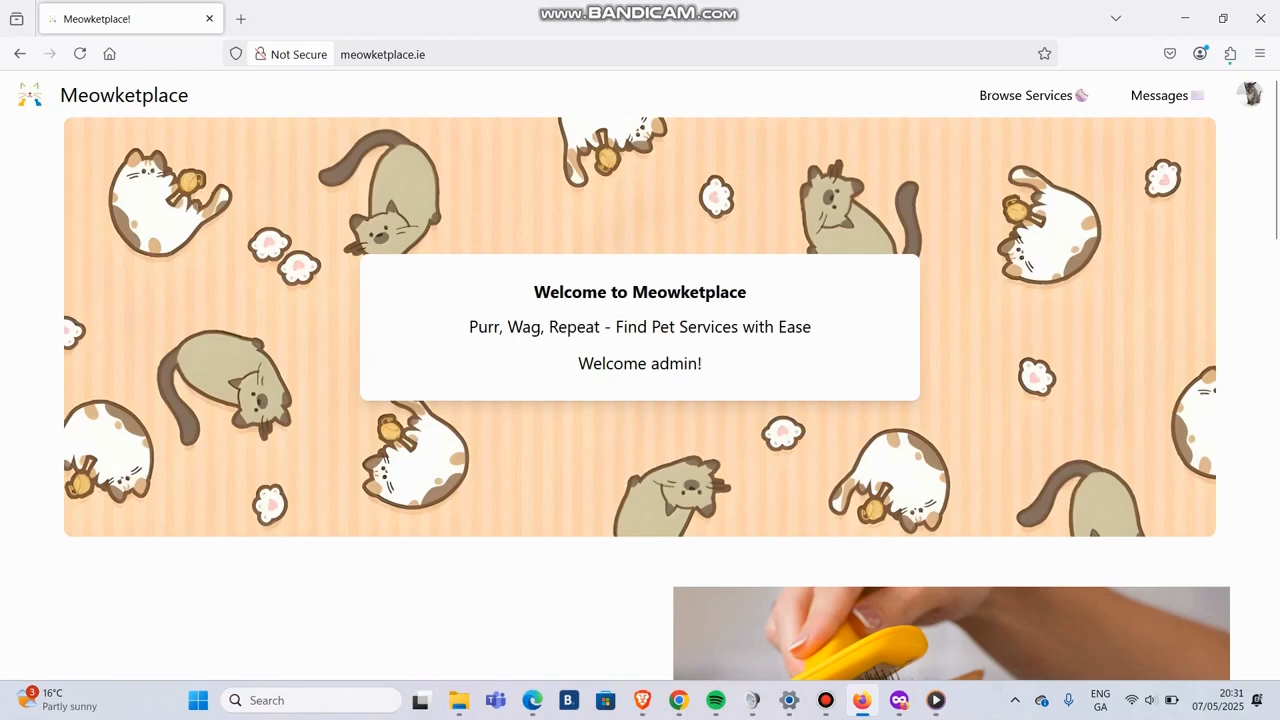 www.BANDICAM.com
Meowketplace!
Not Secure
meowketplace.ie
Meowketplace
Browse Services
Messages
Welcome to Meowketplace
Purr, Wag, Repeat - Find Pet Services with Ease
Welcome admin!
3
16°C
Partly sunny
Search
B.
ENG
GA
20:31
07/05/2025